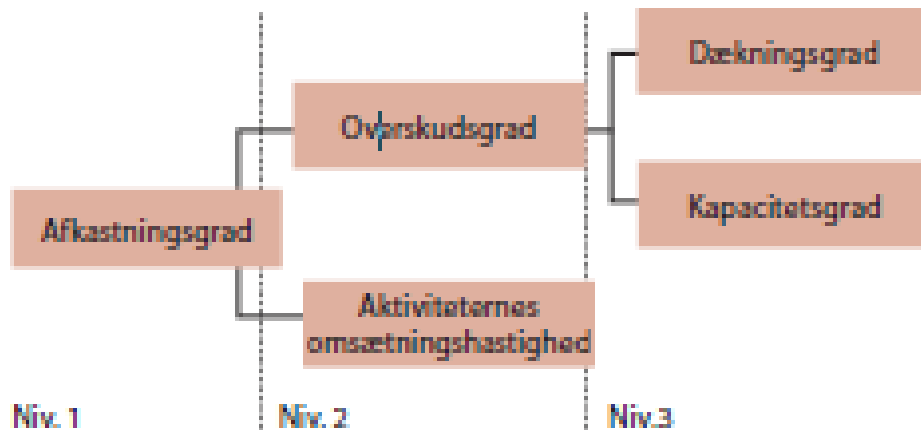 Dækningsgrad
Overskudsgrad
Kapacitetsgrad
Afkastningsgrad
Aktiviteternes
omsætningshastighed
Niv. 1
Niv. 2
Niv.3